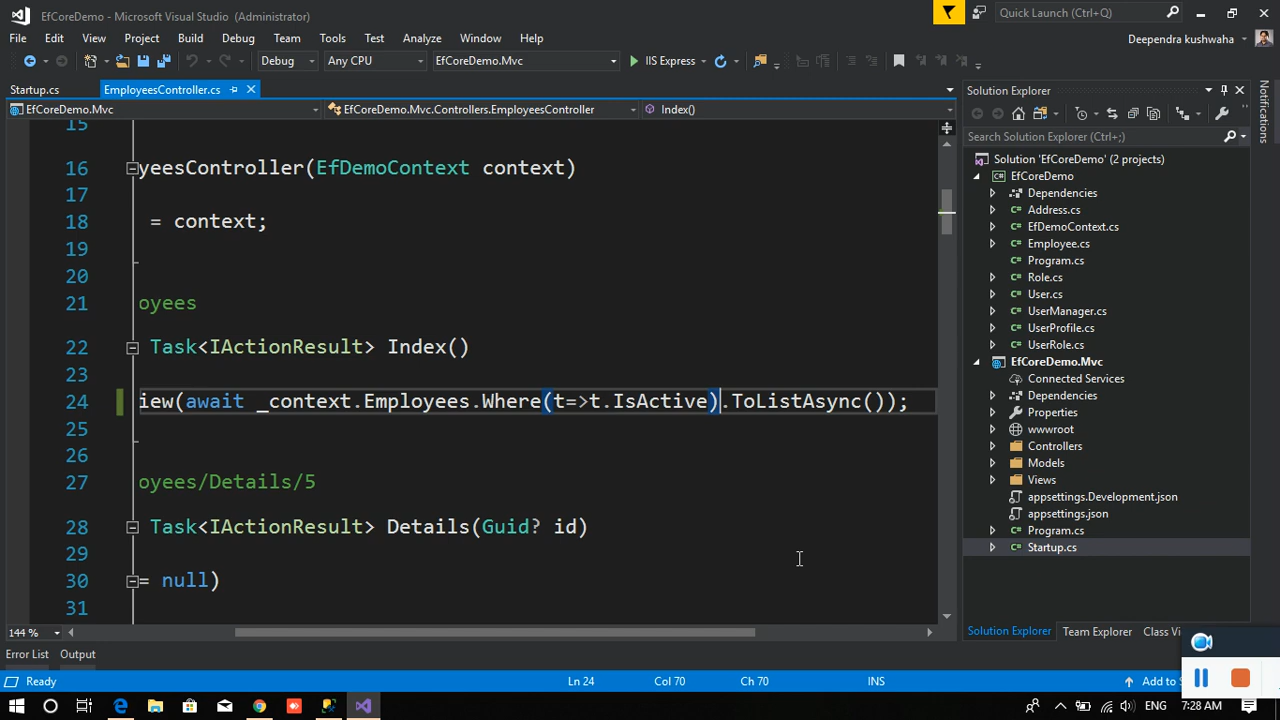 EfCoreDemo - Microsoft Visual Studio (Administrator)
Quick Launch (Ctrl+Q)
File Edit View Project Build Debug Team Tools Test Analyze Window Help
Deependra kushwaha
Debug Any CPU EfCoreDemo.Mvc IIS Express
Startup.cs EmployeesController.cs
EfCoreDemo.Mvc EfCoreDemo.Mvc.Controllers.EmployeesController Index()
15
16 yeesController(EfDemoContext context)
17
18 = context;
19
20
21 oyees
22 Task<IActionResult> Index()
23
24 iew(await _context.Employees.Where(t=>t.IsActive).ToListAsync());
25
26
27 oyees/Details/5
28 Task<IActionResult> Details(Guid? id)
29
30 = null)
31
144 %
Error List Output
Ready Ln 24 Col 70 Ch 70 INS Add to S
Solution Explorer
Search Solution Explorer (Ctrl+;)
Solution 'EfCoreDemo' (2 projects)
EfCoreDemo
Dependencies
Address.cs
EfDemoContext.cs
Employee.cs
Program.cs
Role.cs
User.cs
UserManager.cs
UserProfile.cs
UserRole.cs
EfCoreDemo.Mvc
Connected Services
Dependencies
Properties
wwwroot
Controllers
Models
Views
appsettings.Development.json
appsettings.json
Program.cs
Startup.cs
Solution Explorer Team Explorer Class Vi
Notifications
ENG 7:28 AM